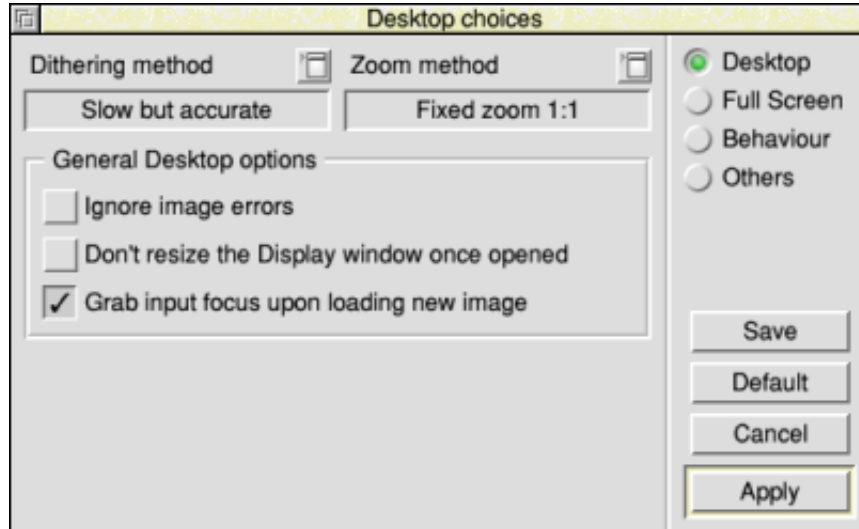 Desktop choices
Dithering method
Zoom method
Slow but accurate
Fixed zoom 1:1
General Desktop options
Ignore image errors
Don't resize the Display window once opened
Grab input focus upon loading new image
Desktop
Full Screen
Behaviour
Others
Save
Default
Cancel
Apply